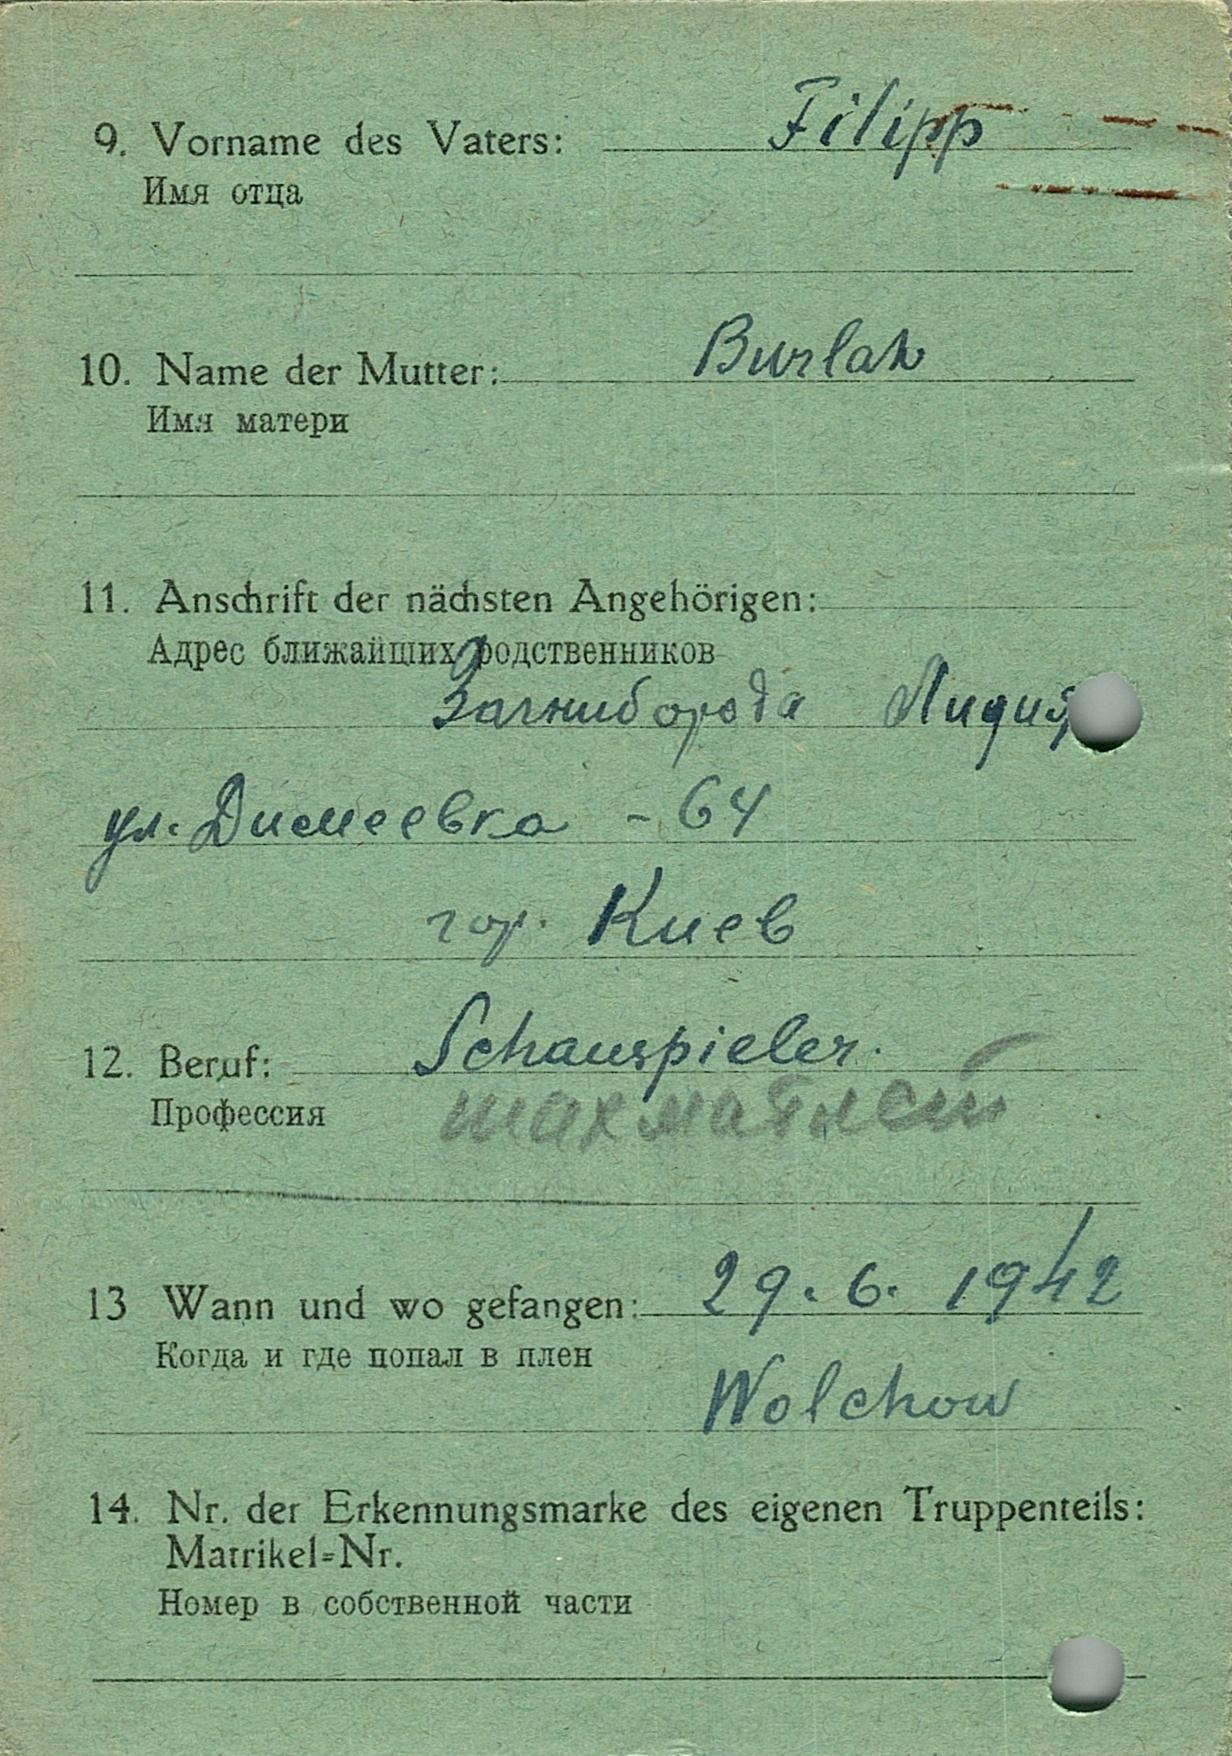 9. Vorname des Vaters: Filipp
Имя отца
10. Name der Mutter: Burlak
Имя матери
11. Anschrift der nächsten Angehörigen:
Адрес ближайших родственников
Загниборода Лидия
ул. Димеевка - 64
гор. Киев
12. Beruf: Schauspieler.
Профессия шахматист
13 Wann und wo gefangen: 29. 6. 1942
Когда и где попал в плен
Wolchow
14. Nr. der Erkennungsmarke des eigenen Truppenteils:
Matrikel=Nr.
Номер в собственной части